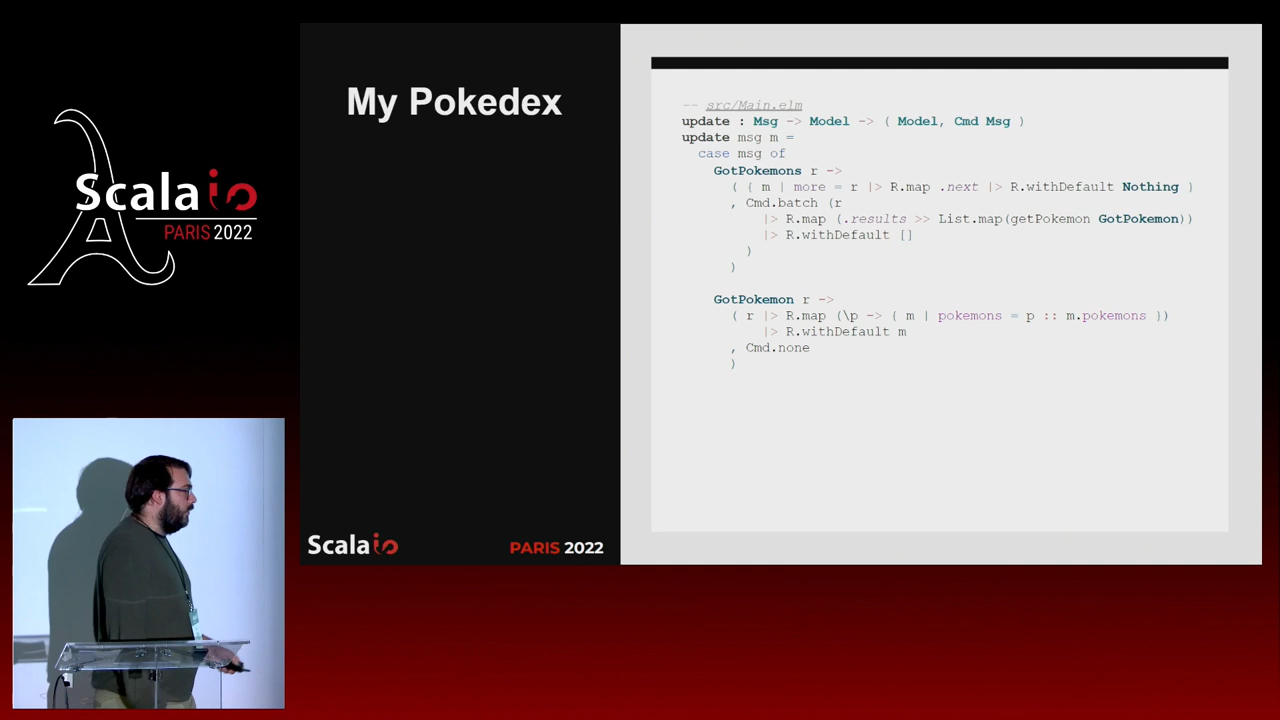 Scala io
PARIS 2022
My Pokedex
Scala io
PARIS 2022
-- src/Main.elm
update : Msg -> Model -> ( Model, Cmd Msg )
update msg m =
  case msg of
    GotPokemons r ->
      ( { m | more = r |> R.map .next |> R.withDefault Nothing }
      , Cmd.batch (r
          |> R.map (.results >> List.map(getPokemon GotPokemon))
          |> R.withDefault []
        )
      )
    GotPokemon r ->
      ( r |> R.map (\p -> { m | pokemons = p :: m.pokemons })
          |> R.withDefault m
      , Cmd.none
      )